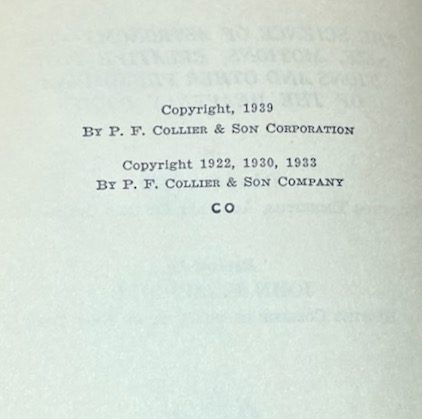 Copyright, 1939
By P. F. Collier & Son Corporation
Copyright 1922, 1930, 1933
By P. F. Collier & Son Company
CO